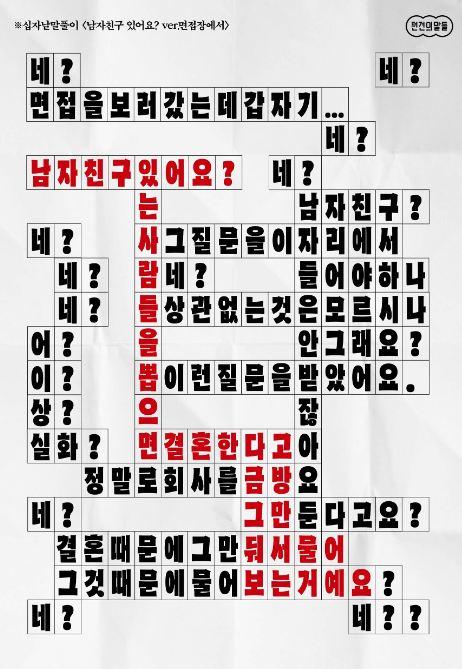 ※십자낱말풀이 <남자친구 있어요? ver.면접장에서>
편견의말들
네? 네?
면접을보러갔는데갑자기...
네?
남자친구있어요? 네?
는 남자친구?
네? 사그질문을이자리에서
네? 람네? 들어야하나
네? 들상관없는것은모르시나
어? 을 안그래요?
이? 뽑이런질문을받았어요.
상? 으 잖
실화? 면결혼한다고아
정말로회사를금방요
네? 그만둔다고요?
결혼때문에그만둬서물어
그것때문에물어보는거예요?
네? 네??